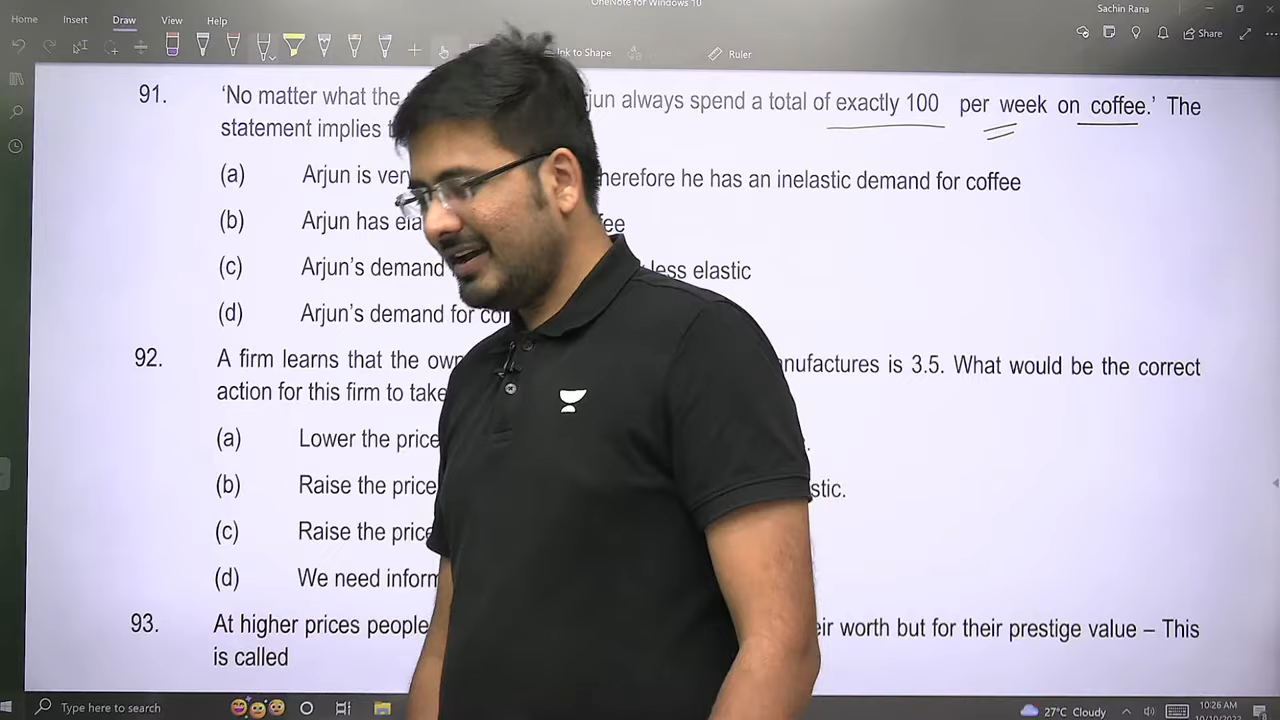 OneNote for Windows 10
Sachin Rana
Home Insert Draw View Help
Ink to Shape Ruler Share
91. 'No matter what the jun always spend a total of exactly 100 per week on coffee.' The
statement implies
(a) Arjun is very herefore he has an inelastic demand for coffee
(b) Arjun has ela fee
(c) Arjun's demand less elastic
(d) Arjun's demand for cof
92. A firm learns that the own nufactures is 3.5. What would be the correct
action for this firm to take
(a) Lower the price
(b) Raise the price stic.
(c) Raise the price
(d) We need inform
93. At higher prices people eir worth but for their prestige value – This
is called
Type here to search
27°C Cloudy
10:26 AM